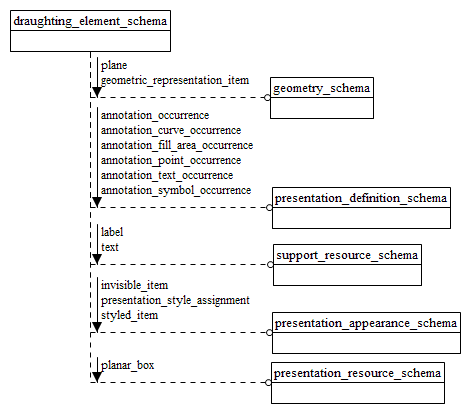 draughting_element_schema
plane
geometric_representation_item
geometry_schema
annotation_occurrence
annotation_curve_occurrence
annotation_fill_area_occurrence
annotation_point_occurrence
annotation_text_occurrence
annotation_symbol_occurrence
presentation_definition_schema
label
text
support_resource_schema
invisible_item
presentation_style_assignment
styled_item
presentation_appearance_schema
planar_box
presentation_resource_schema